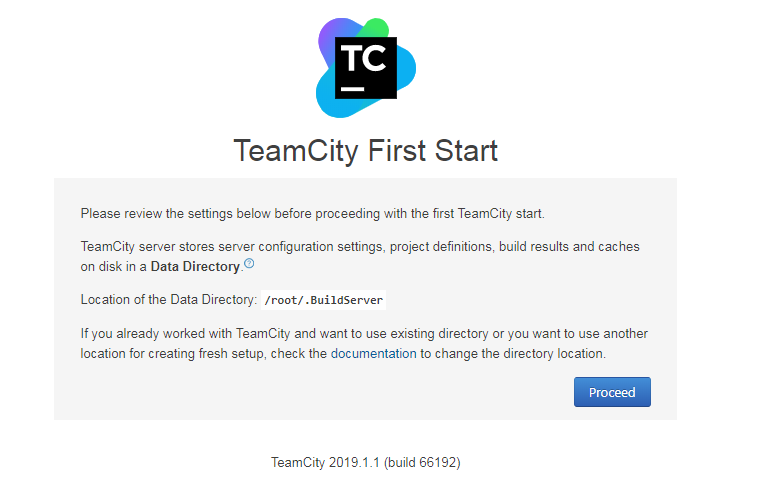 TC
TeamCity First Start
Please review the settings below before proceeding with the first TeamCity start.
TeamCity server stores server configuration settings, project definitions, build results and caches
on disk in a Data Directory.?
Location of the Data Directory: /root/.BuildServer
If you already worked with TeamCity and want to use existing directory or you want to use another
location for creating fresh setup, check the documentation to change the directory location.
Proceed
TeamCity 2019.1.1 (build 66192)